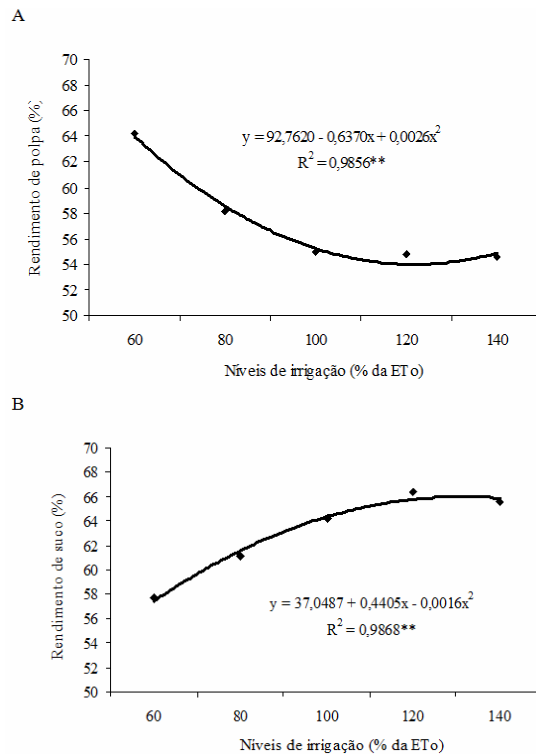 A
Rendimento de polpa (%)
70
68
66
64
62
60
58
56
54
52
50
y = 92,7620 - 0,6370x + 0,0026x²
R² = 0,9856**
60 80 100 120 140
Níveis de irrigação (% da ETo)
B
Rendimento de suco (%)
70
68
66
64
62
60
58
56
54
52
50
y = 37,0487 + 0,4405x - 0,0016x²
R² = 0,9868**
60 80 100 120 140
Níveis de irrigação (% da ETo)